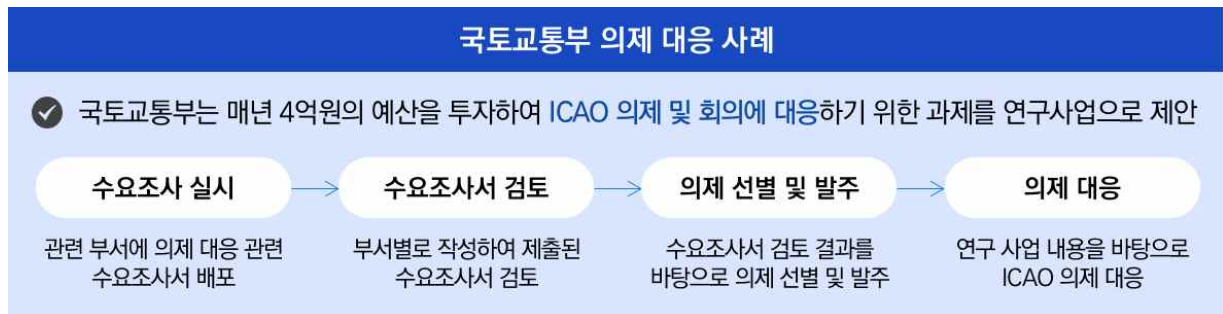 국토교통부 의제 대응 사례
국토교통부는 매년 4억원의 예산을 투자하여 ICAO 의제 및 회의에 대응하기 위한 과제를 연구사업으로 제안
수요조사 실시
수요조사서 검토
의제 선별 및 발주
의제 대응
관련 부서에 의제 대응 관련
수요조사서 배포
부서별로 작성하여 제출된
수요조사서 검토
수요조사서 검토 결과를
바탕으로 의제 선별 및 발주
연구 사업 내용을 바탕으로
ICAO 의제 대응